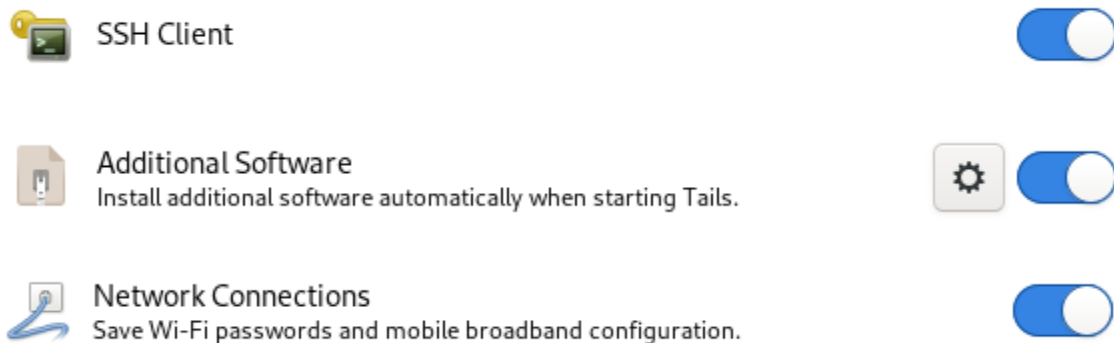 SSH Client
Additional Software
Install additional software automatically when starting Tails.
Network Connections
Save Wi-Fi passwords and mobile broadband configuration.